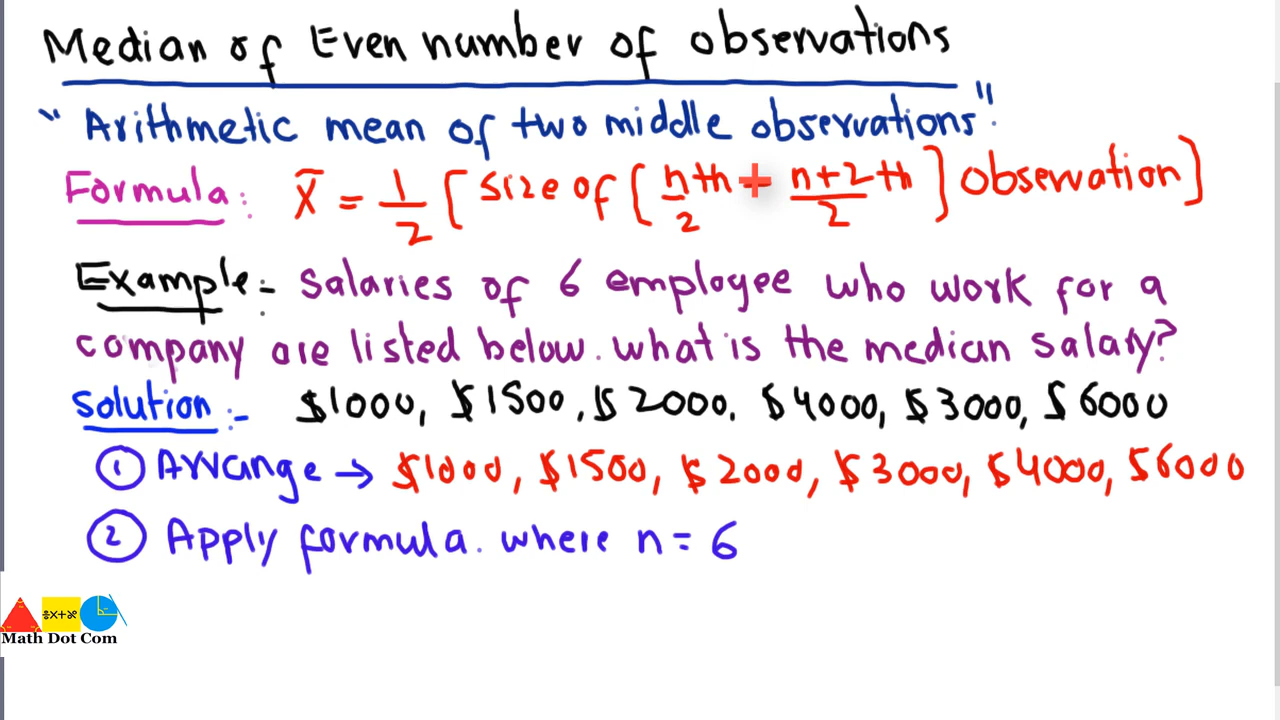 Median of Even number of observations
"Arithmetic mean of two middle observations".
Formula: X̅ = 1/2 [size of (n/2 th + n+2/2 th) observation]
Example:- Salaries of 6 employee who work for a
company are listed below. what is the median salary?
Solution:- $1000, $1500, $2000. $4000, $3000, $6000
① Arrange → $1000, $1500, $2000, $3000, $4000, $6000
② Apply formula. where n = 6
÷x+
Math Dot Com